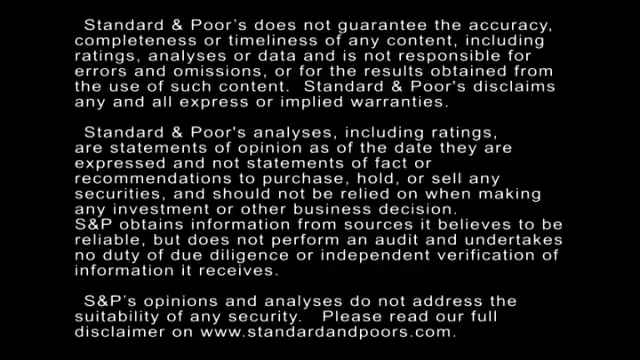 Standard & Poor's does not guarantee the accuracy,
completeness or timeliness of any content, including
ratings, analyses or data and is not responsible for
errors and omissions, or for the results obtained from
the use of such content.  Standard & Poor's disclaims
any and all express or implied warranties.
Standard & Poor's analyses, including ratings,
are statements of opinion as of the date they are
expressed and not statements of fact or
recommendations to purchase, hold, or sell any
securities, and should not be relied on when making
any investment or other business decision.
S&P obtains information from sources it believes to be
reliable, but does not perform an audit and undertakes
no duty of due diligence or independent verification of
information it receives.
S&P's opinions and analyses do not address the
suitability of any security.   Please read our full
disclaimer on www.standardandpoors.com.